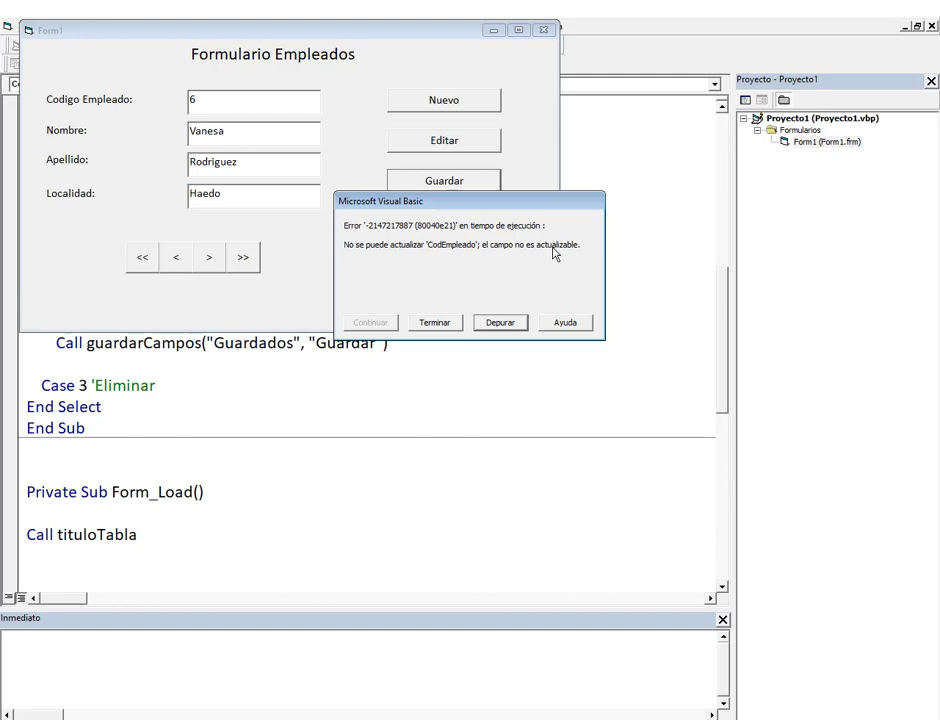 Form1
Formulario Empleados
Codigo Empleado:
6
Nuevo
Nombre:
Vanesa
Editar
Apellido:
Rodriguez
Guardar
Localidad:
Haedo
<<
<
>
>>
Microsoft Visual Basic
Error '-2147217887 (80040e21)' en tiempo de ejecución :
No se puede actualizar 'CodEmpleado'; el campo no es actualizable.
Continuar
Terminar
Depurar
Ayuda
Call guardarCampos("Guardados", "Guardar")
Case 3 'Eliminar
End Select
End Sub
Private Sub Form_Load()
Call tituloTabla
Inmediato
Proyecto - Proyecto1
Proyecto1 (Proyecto1.vbp)
Formularios
Form1 (Form1.frm)